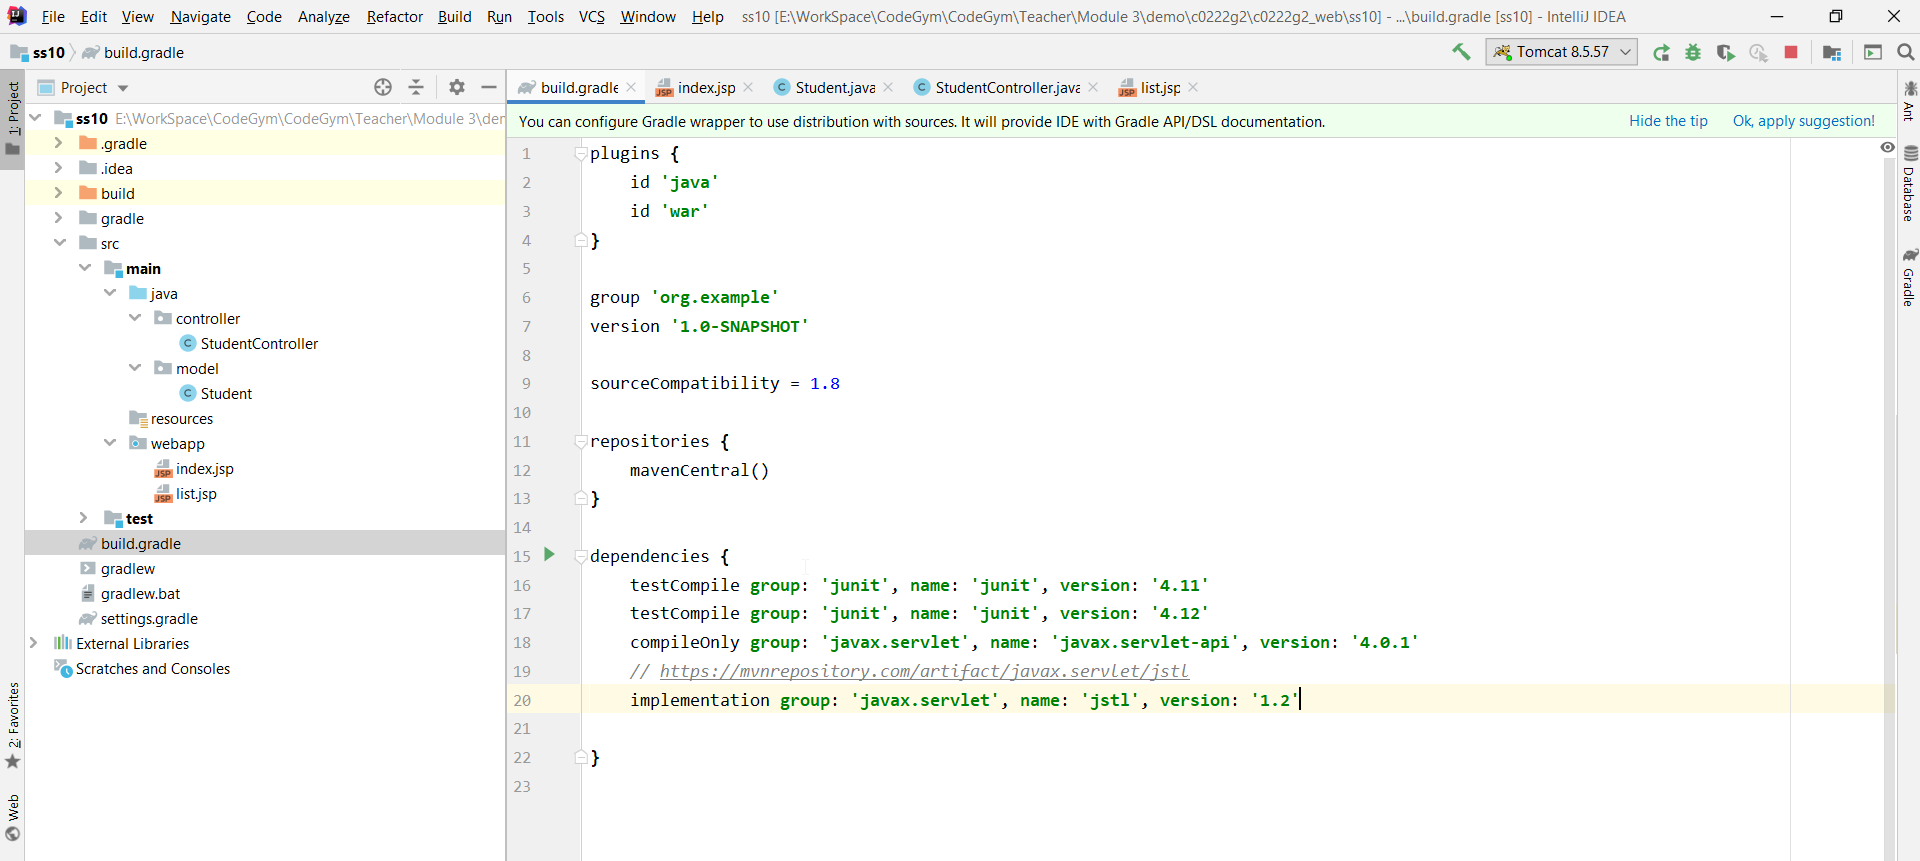 File Edit View Navigate Code Analyze Refactor Build Run Tools VCS Window Help ss10 [E:\WorkSpace\CodeGym\CodeGym\Teacher\Module 3\demo\c0222g2\c0222g2_web\ss10] - ...\build.gradle [ss10] - IntelliJ IDEA
ss10 build.gradle Tomcat 8.5.57
Project
build.gradle index.jsp Student.java StudentController.java list.jsp
You can configure Gradle wrapper to use distribution with sources. It will provide IDE with Gradle API/DSL documentation. Hide the tip Ok, apply suggestion!
1: Project
2: Favorites
Web
ss10 E:\WorkSpace\CodeGym\CodeGym\Teacher\Module 3\der
.gradle
.idea
build
gradle
src
main
java
controller
C StudentController
model
C Student
resources
webapp
JSP index.jsp
JSP list.jsp
test
build.gradle
gradlew
gradlew.bat
settings.gradle
External Libraries
Scratches and Consoles
1 plugins {
2 id 'java'
3 id 'war'
4 }
5
6 group 'org.example'
7 version '1.0-SNAPSHOT'
8
9 sourceCompatibility = 1.8
10
11 repositories {
12 mavenCentral()
13 }
14
15 dependencies {
16 testCompile group: 'junit', name: 'junit', version: '4.11'
17 testCompile group: 'junit', name: 'junit', version: '4.12'
18 compileOnly group: 'javax.servlet', name: 'javax.servlet-api', version: '4.0.1'
19 // https://mvnrepository.com/artifact/javax.servlet/jstl
20 implementation group: 'javax.servlet', name: 'jstl', version: '1.2'
21
22 }
23
Ant
Database
Gradle